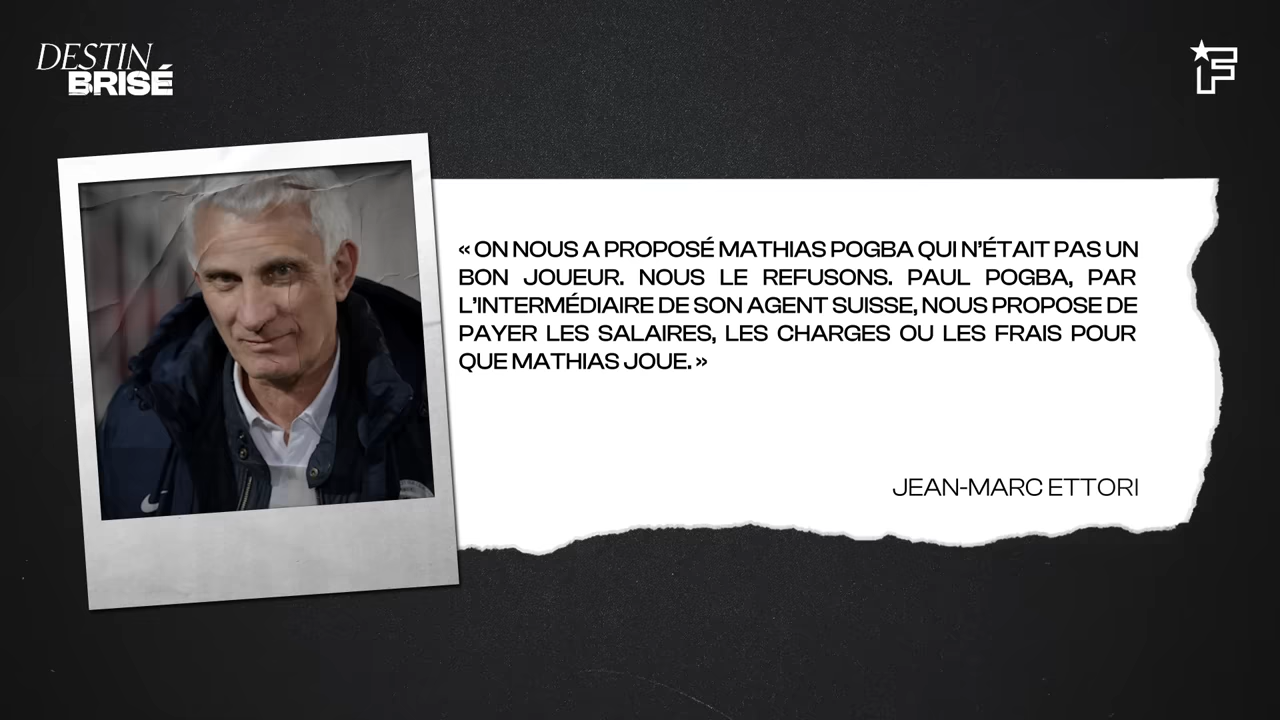 DESTIN
BRISÉ
F
« ON NOUS A PROPOSÉ MATHIAS POGBA QUI N’ÉTAIT PAS UN
BON JOUEUR. NOUS LE REFUSONS. PAUL POGBA, PAR
L’INTERMÉDIAIRE DE SON AGENT SUISSE, NOUS PROPOSE DE
PAYER LES SALAIRES, LES CHARGES OU LES FRAIS POUR
QUE MATHIAS JOUE. »
JEAN-MARC ETTORI